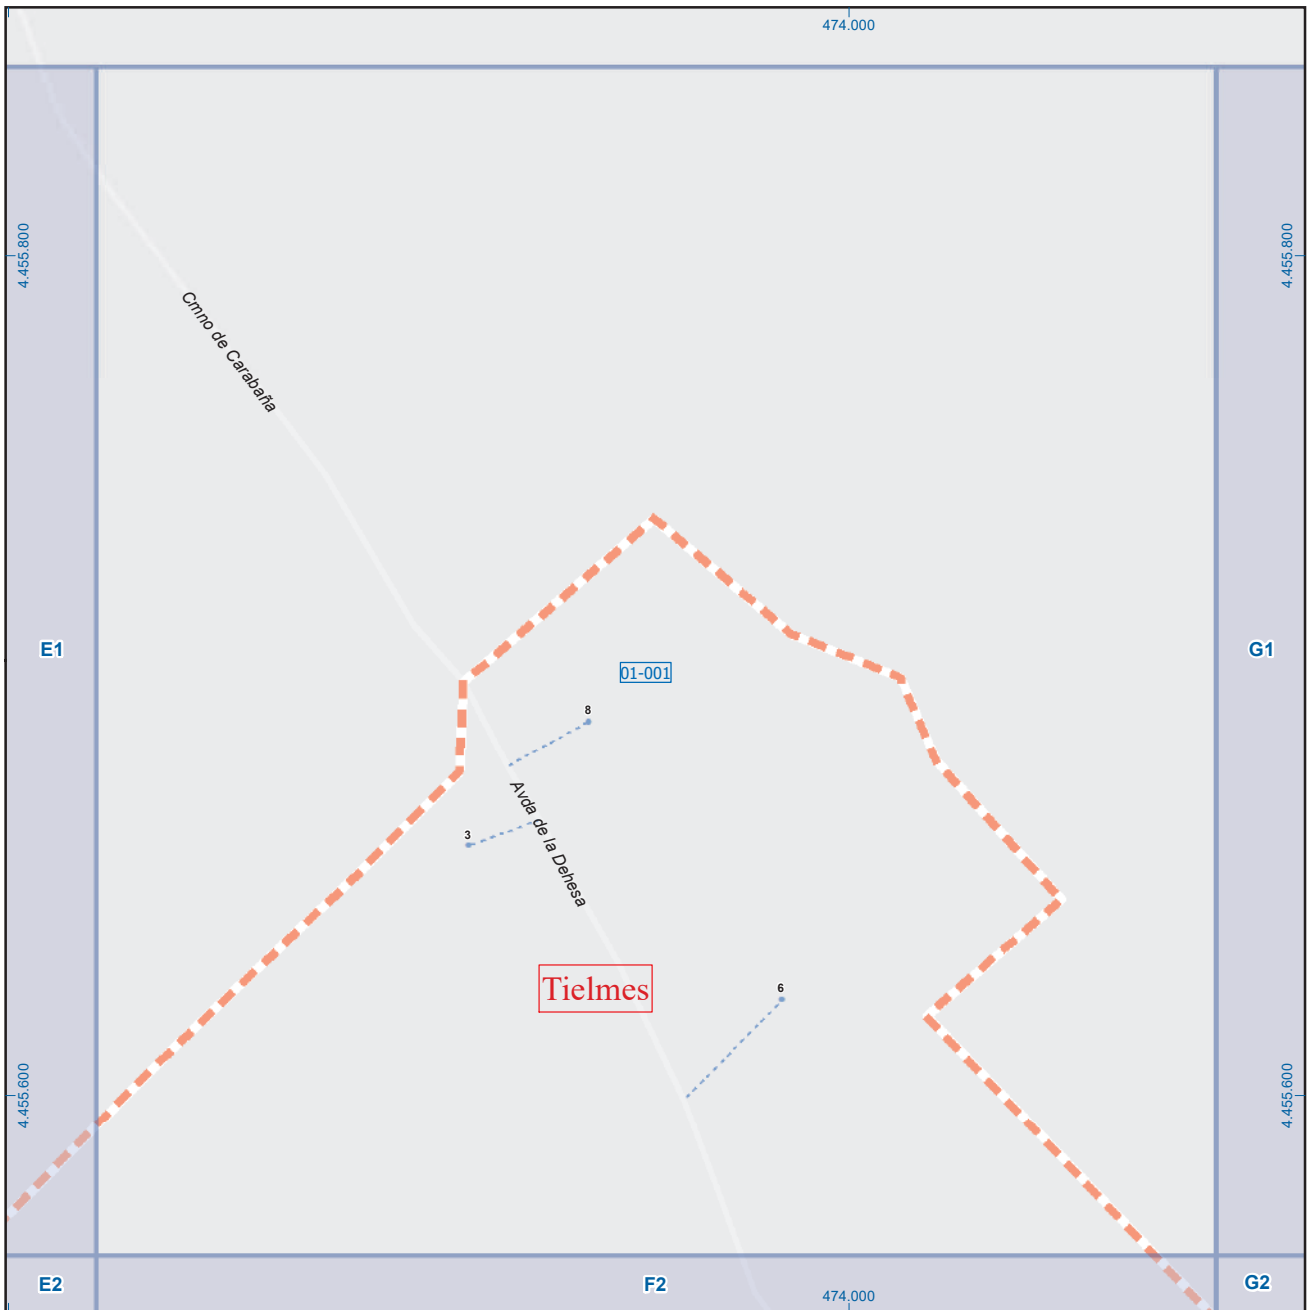 474.000
4.455.800
4.455.800
Cmno de Carabaña
E1
G1
01-001
8
Avda de la Dehesa
3
Tielmes
6
4.455.600
4.455.600
E2
F2
G2
474.000